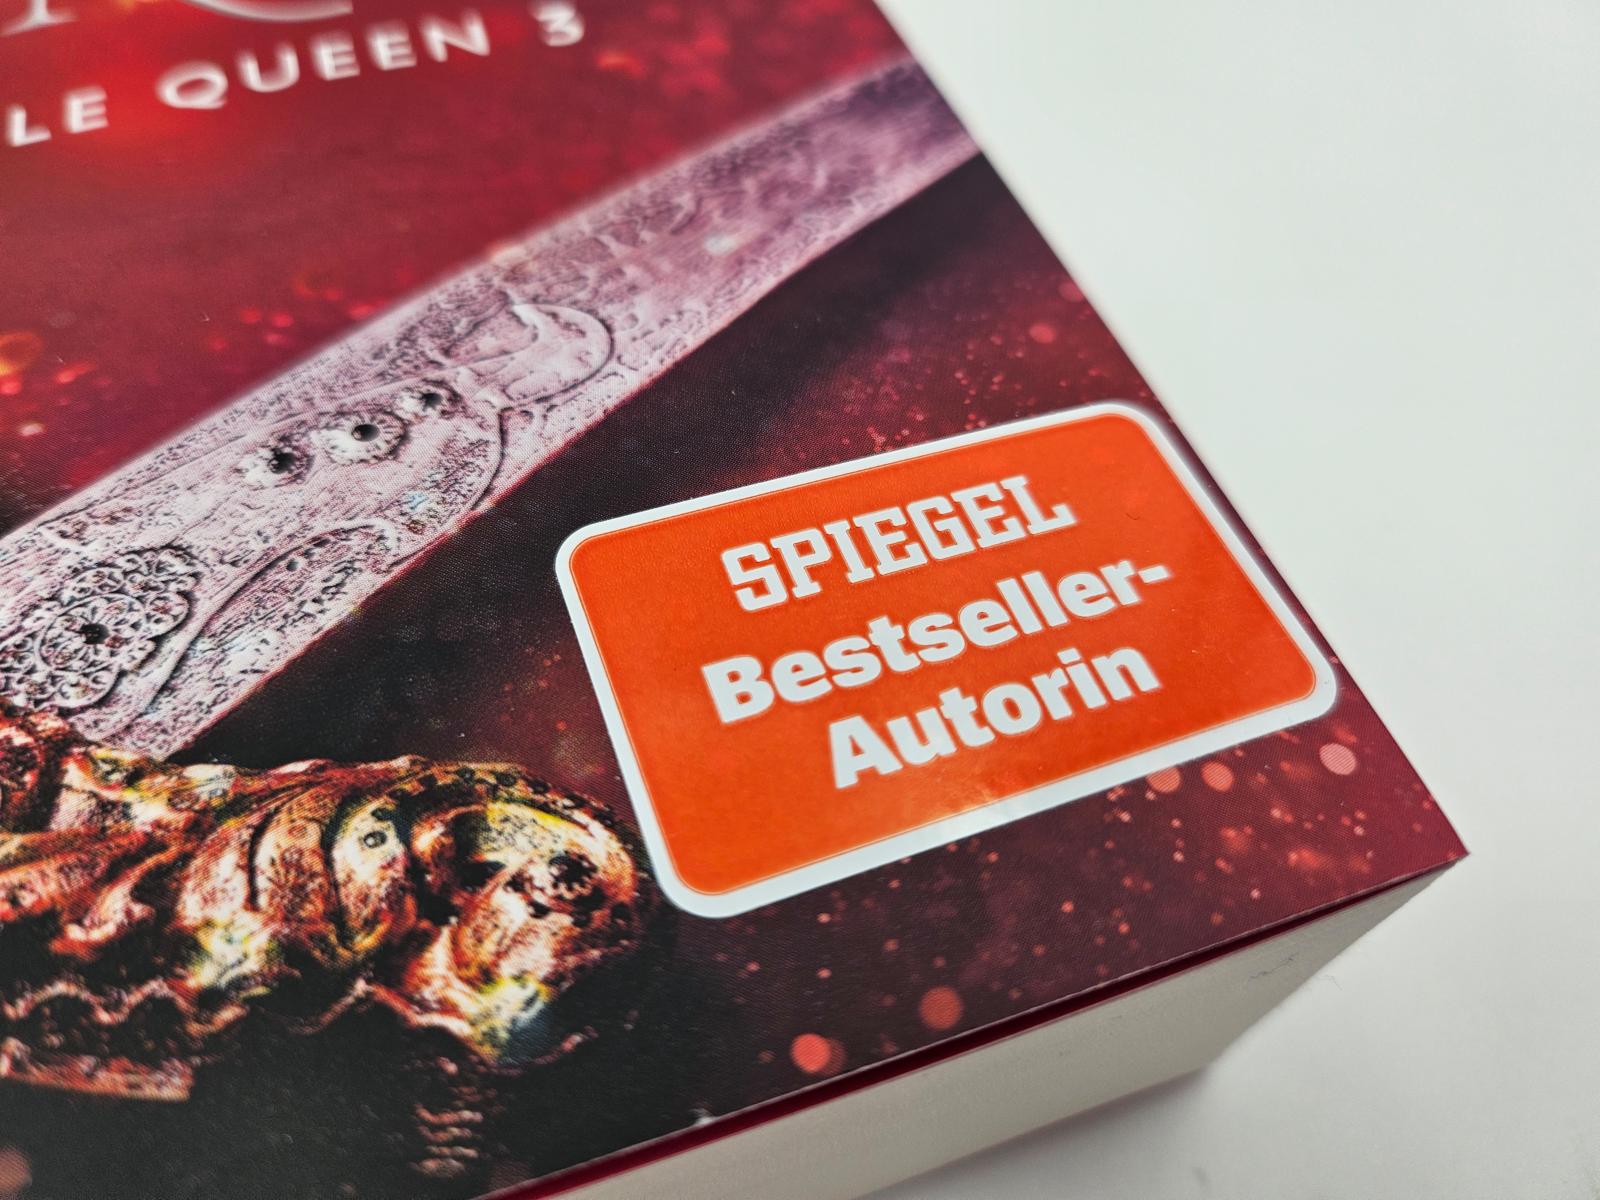 LE QUEEN 3
SPIEGEL
Bestseller-
Autorin